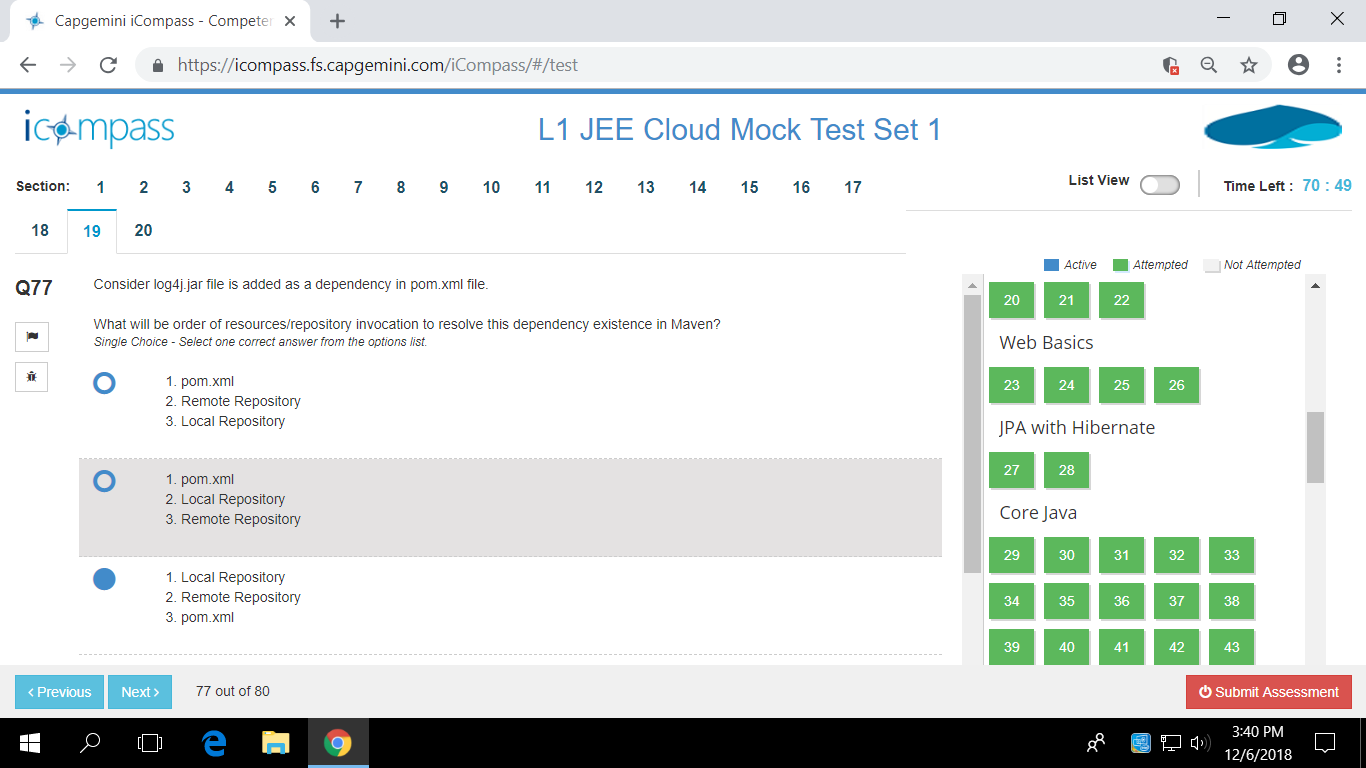 Capgemini iCompass - Competen
https://icompass.fs.capgemini.com/iCompass/#/test
icompass
L1 JEE Cloud Mock Test Set 1
Section: 1 2 3 4 5 6 7 8 9 10 11 12 13 14 15 16 17
List View
Time Left : 70 : 49
18 19 20
Active Attempted Not Attempted
Q77
Consider log4j.jar file is added as a dependency in pom.xml file.
What will be order of resources/repository invocation to resolve this dependency existence in Maven?
Single Choice - Select one correct answer from the options list.
1. pom.xml
2. Remote Repository
3. Local Repository
1. pom.xml
2. Local Repository
3. Remote Repository
1. Local Repository
2. Remote Repository
3. pom.xml
20 21 22
Web Basics
23 24 25 26
JPA with Hibernate
27 28
Core Java
29 30 31 32 33
34 35 36 37 38
39 40 41 42 43
‹ Previous
Next ›
77 out of 80
Submit Assessment
3:40 PM
12/6/2018